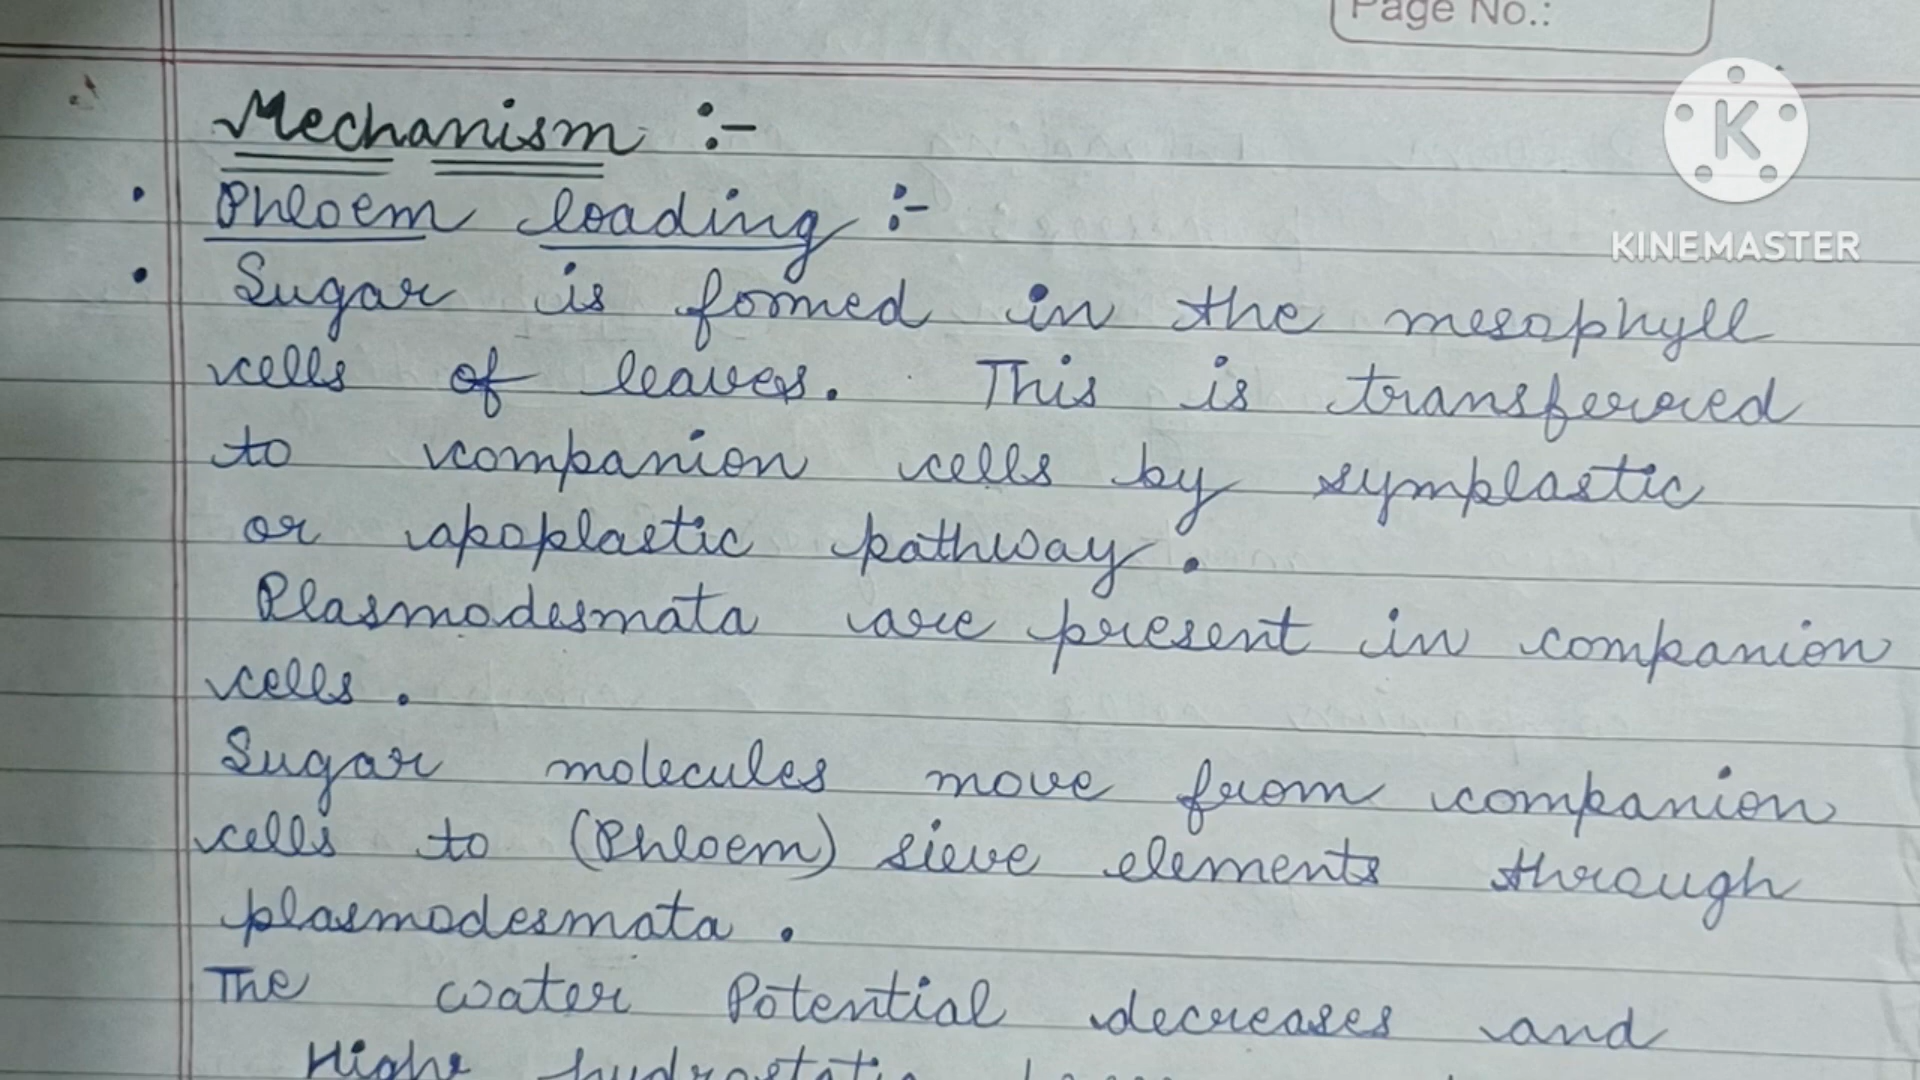 Page No.:
Mechanism :-
K
• Phloem loading :-
KINEMASTER
• Sugar is formed in the mesophyll
cells of leaves. This is transferred
to companion cells by symplastic
or apoplastic pathway.
Plasmodesmata are present in companion
cells.
Sugar molecules move from companion
cells to (Phloem) sieve elements through
plasmodesmata.
The water Potential decreases and
High hydrostatic